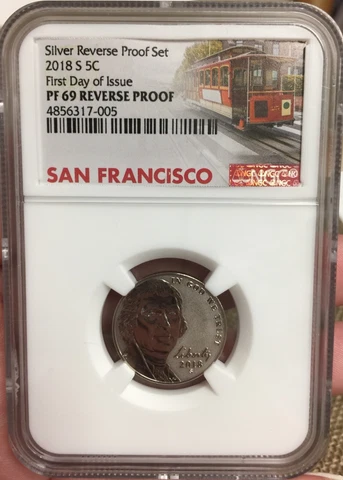 Silver Reverse Proof Set
2018 S 5C
First Day of Issue
PF 69 REVERSE PROOF
4856317-005
SAN FRANCISCO
IN GOD WE TRUST
Liberty
2018
S